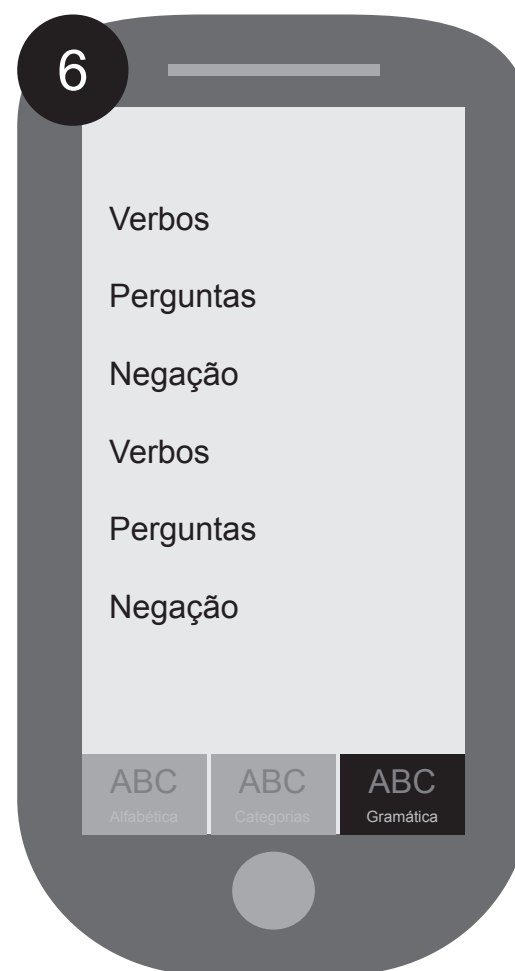 6
Verbos
Perguntas
Negação
Verbos
Perguntas
Negação
ABC ABC ABC
Alfabética Categorias Gramática